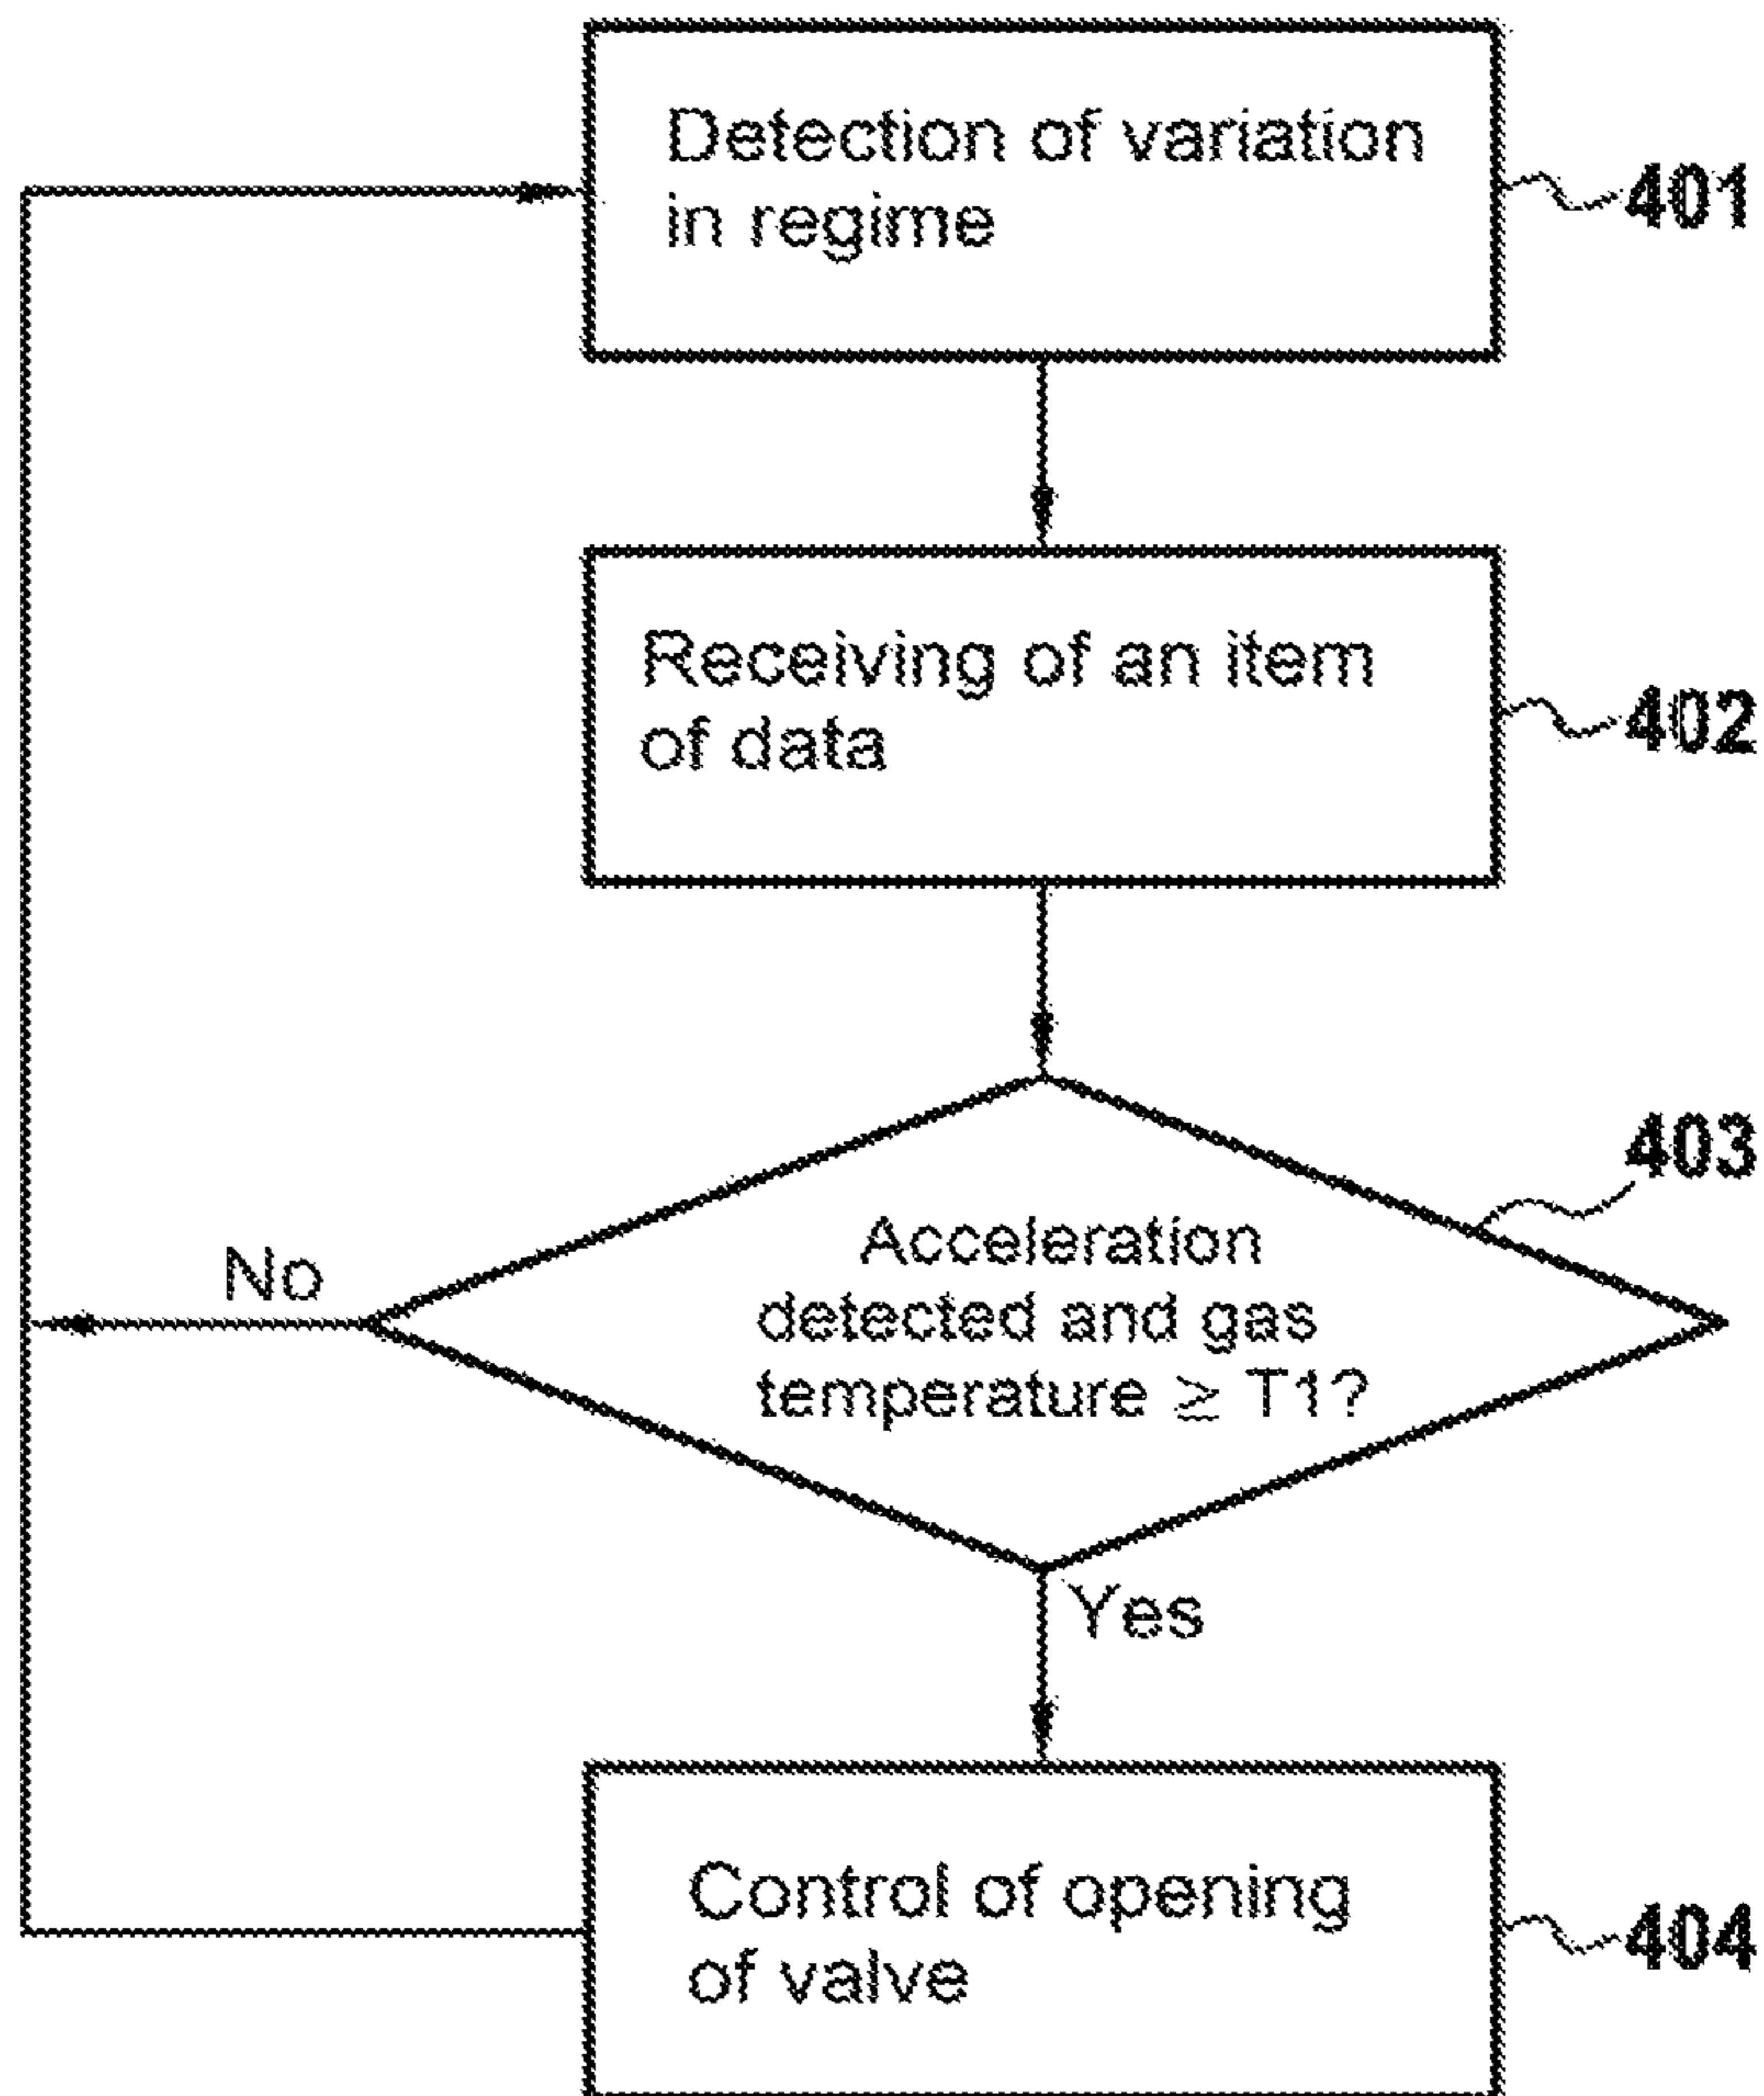 Detection of variation
in regime
401
Receiving of an item
of data
402
403
Acceleration
detected and gas
temperature ≧ T1?
No
Yes
Control of opening
of valve
404